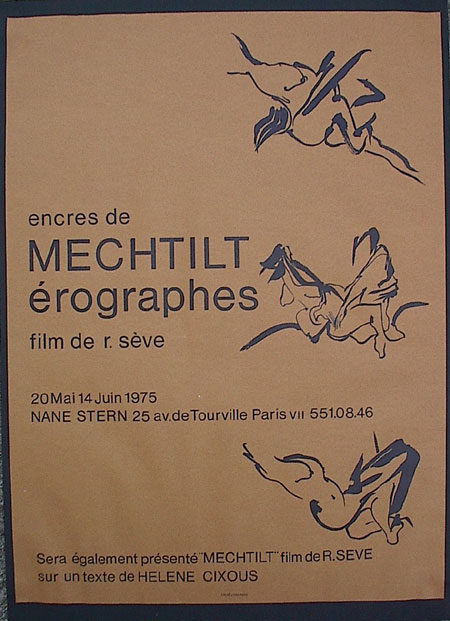 encres de
MECHTILT
érographes
film de r. sève
20 Mai 14 Juin 1975
NANE STERN 25 av. de Tourville Paris VII 551.08.46
Sera également présenté "MECHTILT" film de R. SEVE
sur un texte de HELENE CIXOUS